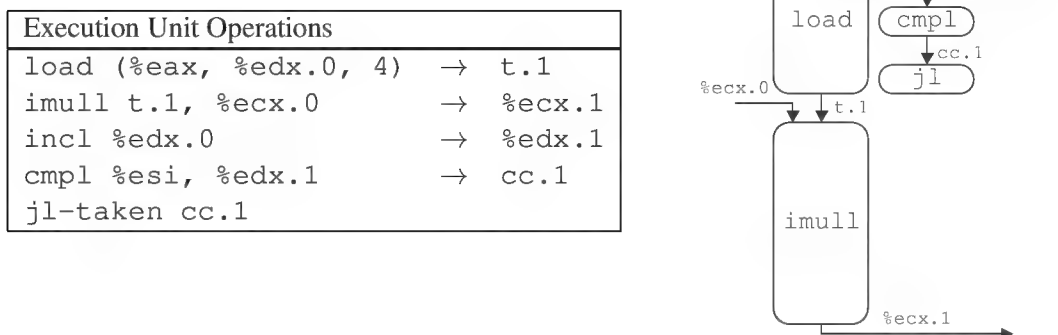 Execution Unit Operations
load (%eax, %edx.0, 4) → t.1
imull t.1, %ecx.0 → %ecx.1
incl %edx.0 → %edx.1
cmpl %esi, %edx.1 → cc.1
jl-taken cc.1
load
cmpl
cc.1
jl
%ecx.0
t.1
imull
%ecx.1